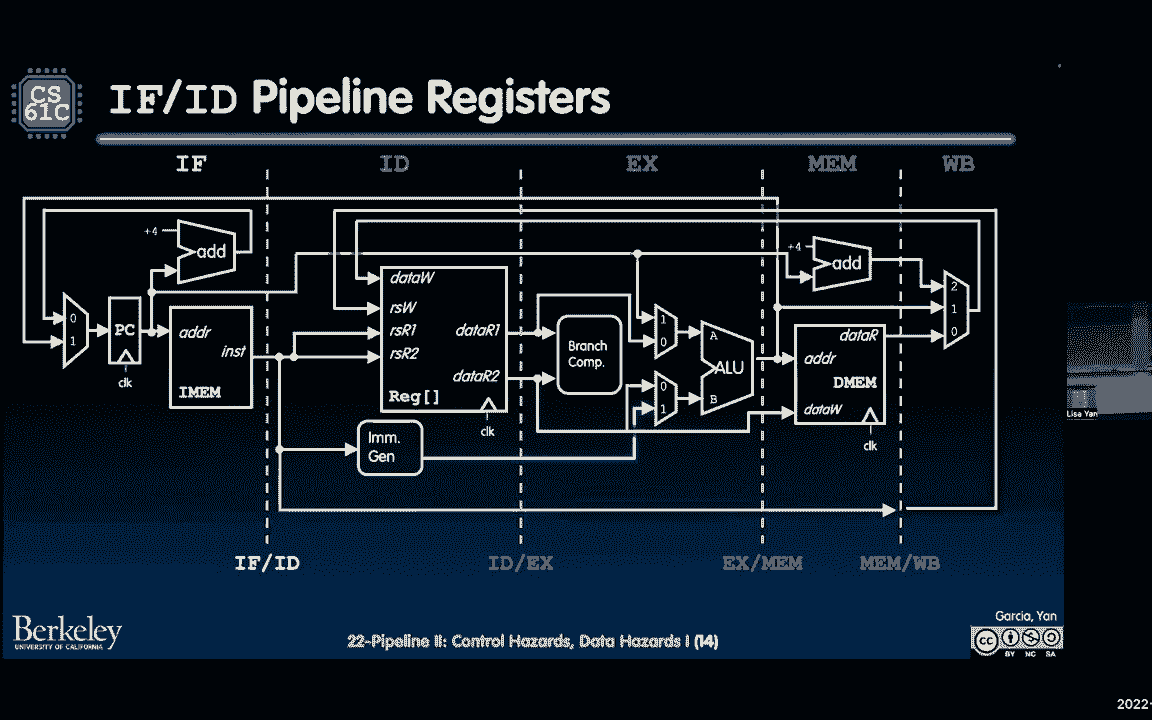 CS
61C
IF/ID Pipeline Registers
IF ID EX MEM WB
+4 add
0
1
PC
clk
addr
inst
IMEM
dataW
rsW
rsR1
rsR2
dataR1
dataR2
Reg[]
clk
Imm.
Gen
Branch
Comp.
1
0
0
1
A
ALU
B
+4 add
dataR
addr
DMEM
dataW
clk
2
1
0
IF/ID ID/EX EX/MEM MEM/WB
Berkeley
UNIVERSITY OF CALIFORNIA
22-Pipeline II: Control Hazards, Data Hazards I (14)
Garcia, Yan
cc
BY NC SA
Lisa Yan
2022-